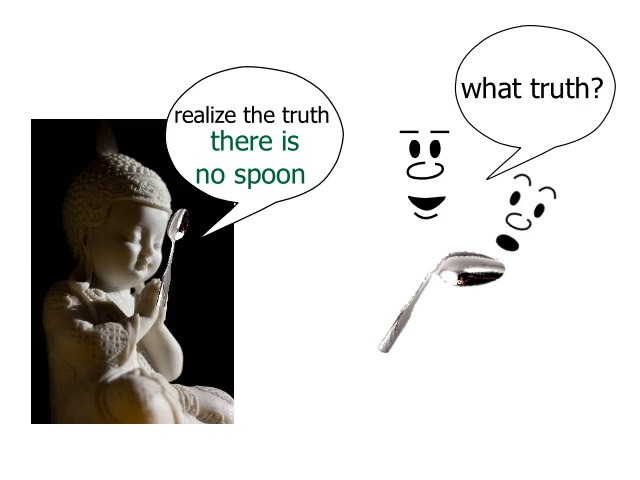 realize the truth
there is
no spoon
what truth?